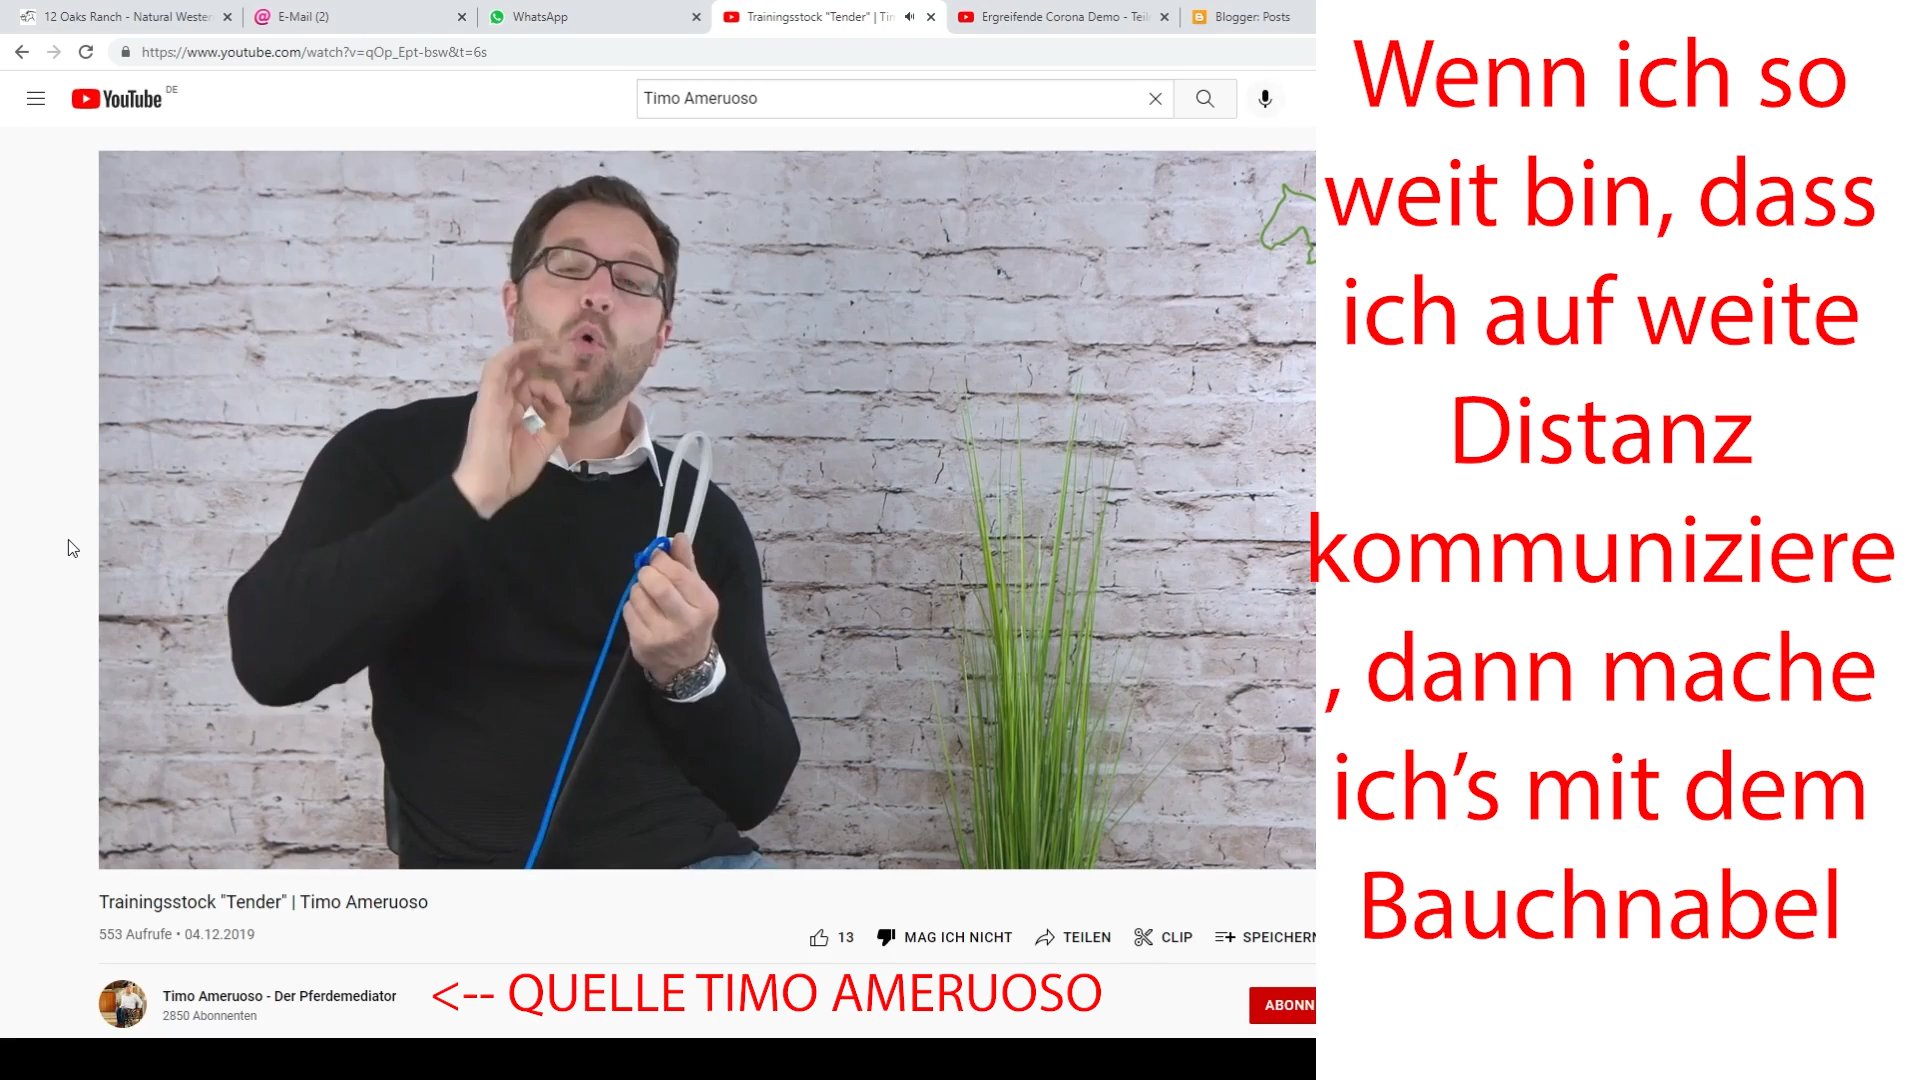 12 Oaks Ranch - Natural Wester
E-Mail (2)
WhatsApp
Trainingsstock "Tender" | Tim
Ergreifende Corona Demo - Teil
Blogger: Posts
https://www.youtube.com/watch?v=qOp_Ept-bsw&t=6s
YouTube DE
Timo Ameruoso
Trainingsstock "Tender" | Timo Ameruoso
553 Aufrufe • 04.12.2019
13 MAG ICH NICHT TEILEN CLIP SPEICHERN
Timo Ameruoso - Der Pferdemediator
2850 Abonnenten
<-- QUELLE TIMO AMERUOSO
ABONN
Wenn ich so
weit bin, dass
ich auf weite
Distanz
kommuniziere
, dann mache
ich’s mit dem
Bauchnabel